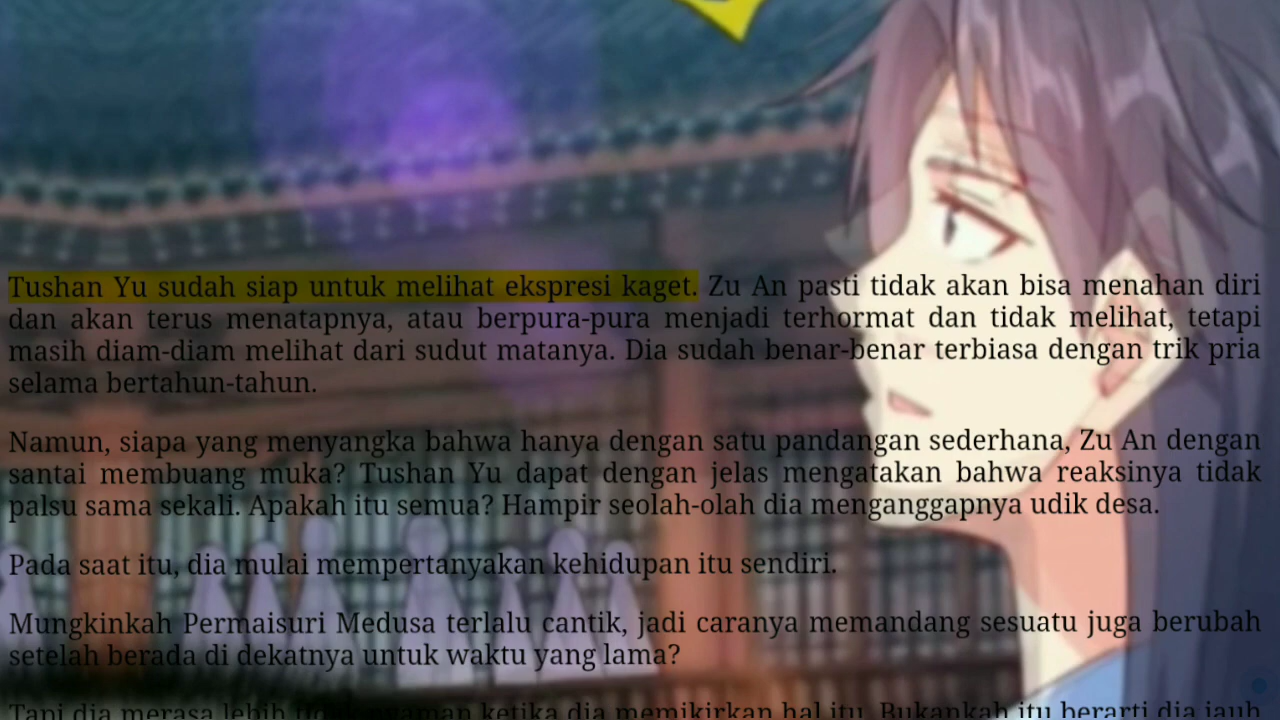 Tushan Yu sudah siap untuk melihat ekspresi kaget. Zu An pasti tidak akan bisa menahan diri
dan akan terus menatapnya, atau berpura-pura menjadi terhormat dan tidak melihat, tetapi
masih diam-diam melihat dari sudut matanya. Dia sudah benar-benar terbiasa dengan trik pria
selama bertahun-tahun.
Namun, siapa yang menyangka bahwa hanya dengan satu pandangan sederhana, Zu An dengan
santai membuang muka? Tushan Yu dapat dengan jelas mengatakan bahwa reaksinya tidak
palsu sama sekali. Apakah itu semua? Hampir seolah-olah dia menganggapnya udik desa.
Pada saat itu, dia mulai mempertanyakan kehidupan itu sendiri.
Mungkinkah Permaisuri Medusa terlalu cantik, jadi caranya memandang sesuatu juga berubah
setelah berada di dekatnya untuk waktu yang lama?
Tapi dia merasa lebih tidak nyaman ketika dia memikirkan hal itu. Bukankah itu berarti dia jauh